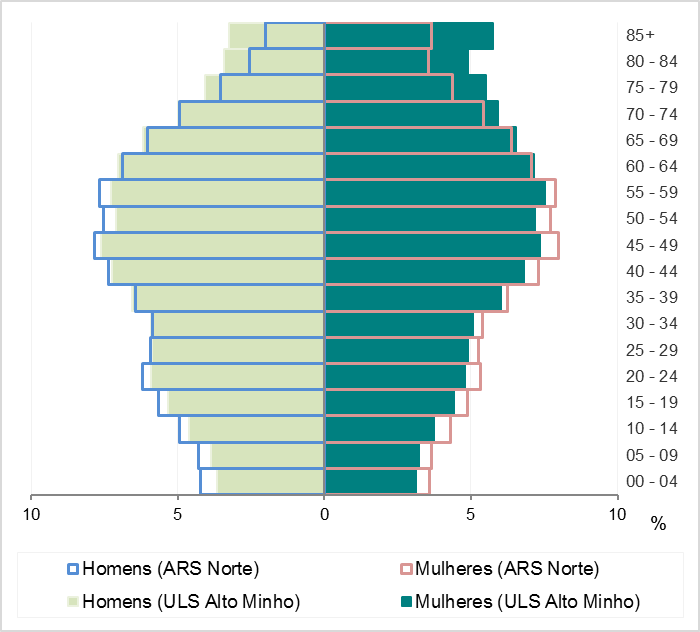 85+
80 - 84
75 - 79
70 - 74
65 - 69
60 - 64
55 - 59
50 - 54
45 - 49
40 - 44
35 - 39
30 - 34
25 - 29
20 - 24
15 - 19
10 - 14
05 - 09
00 - 04
10 5 0 5 10
%
Homens (ARS Norte) Mulheres (ARS Norte)
Homens (ULS Alto Minho) Mulheres (ULS Alto Minho)